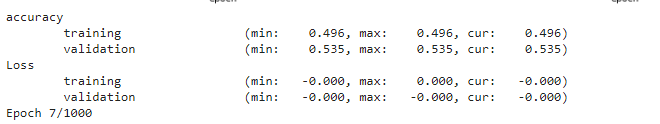 epoch epoch
accuracy
training (min: 0.496, max: 0.496, cur: 0.496)
validation (min: 0.535, max: 0.535, cur: 0.535)
Loss
training (min: -0.000, max: 0.000, cur: -0.000)
validation (min: -0.000, max: -0.000, cur: -0.000)
Epoch 7/1000